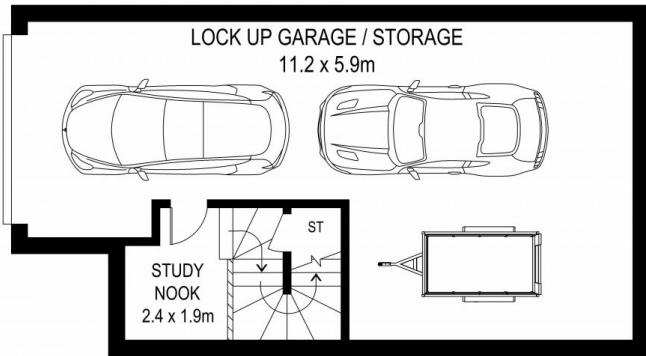 LOCK UP GARAGE / STORAGE
11.2 x 5.9m
ST
STUDY
NOOK
2.4 x 1.9m